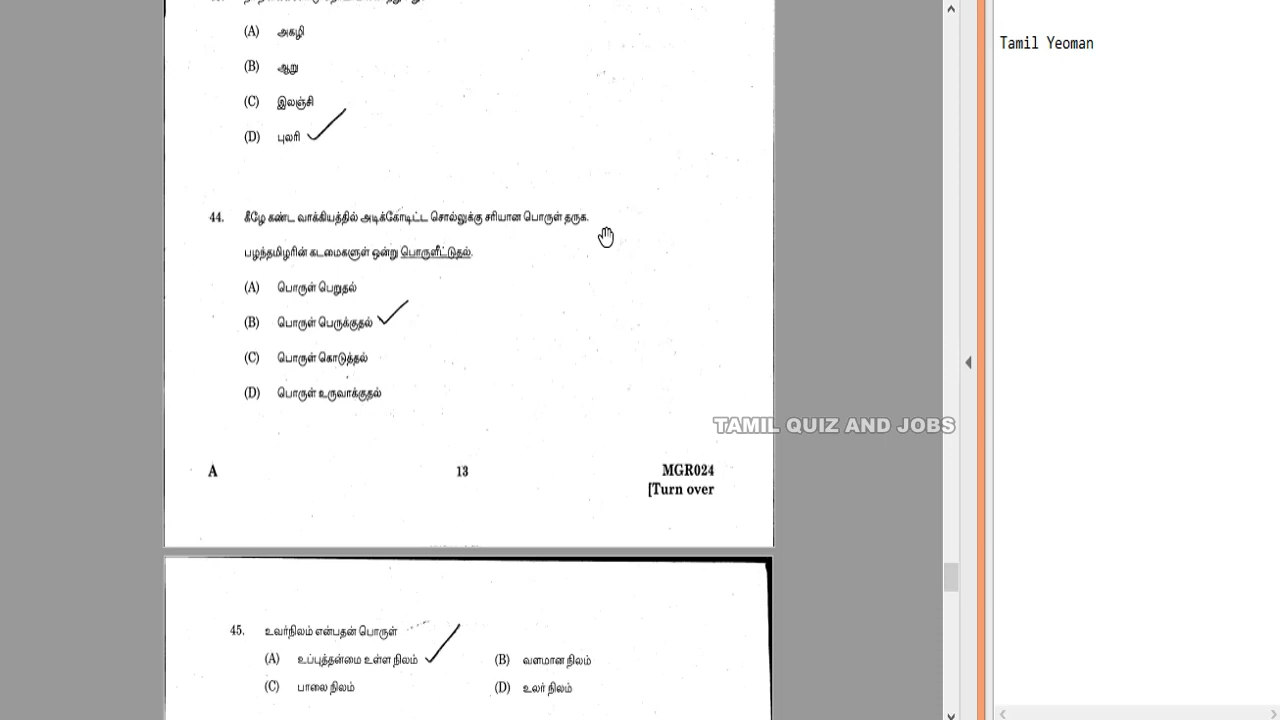 Tamil Yeoman
(A) அகழி
(B) ஆறு
(C) இலஞ்சி
(D) புலரி
44. கீழே கண்ட வாக்கியத்தில் அடிக்கோடிட்ட சொல்லுக்கு சரியான பொருள் தருக.
பழந்தமிழரின் கடமைகளுள் ஒன்று பொருளீட்டுதல்.
(A) பொருள் பெறுதல்
(B) பொருள் பெருக்குதல்
(C) பொருள் கொடுத்தல்
(D) பொருள் உருவாக்குதல்
TAMIL QUIZ AND JOBS
A 13 MGR024
[Turn over
45. உவர்நிலம் என்பதன் பொருள்
(A) உப்புத்தன்மை உள்ள நிலம் (B) வளமான நிலம்
(C) பாலை நிலம் (D) உலர் நிலம்